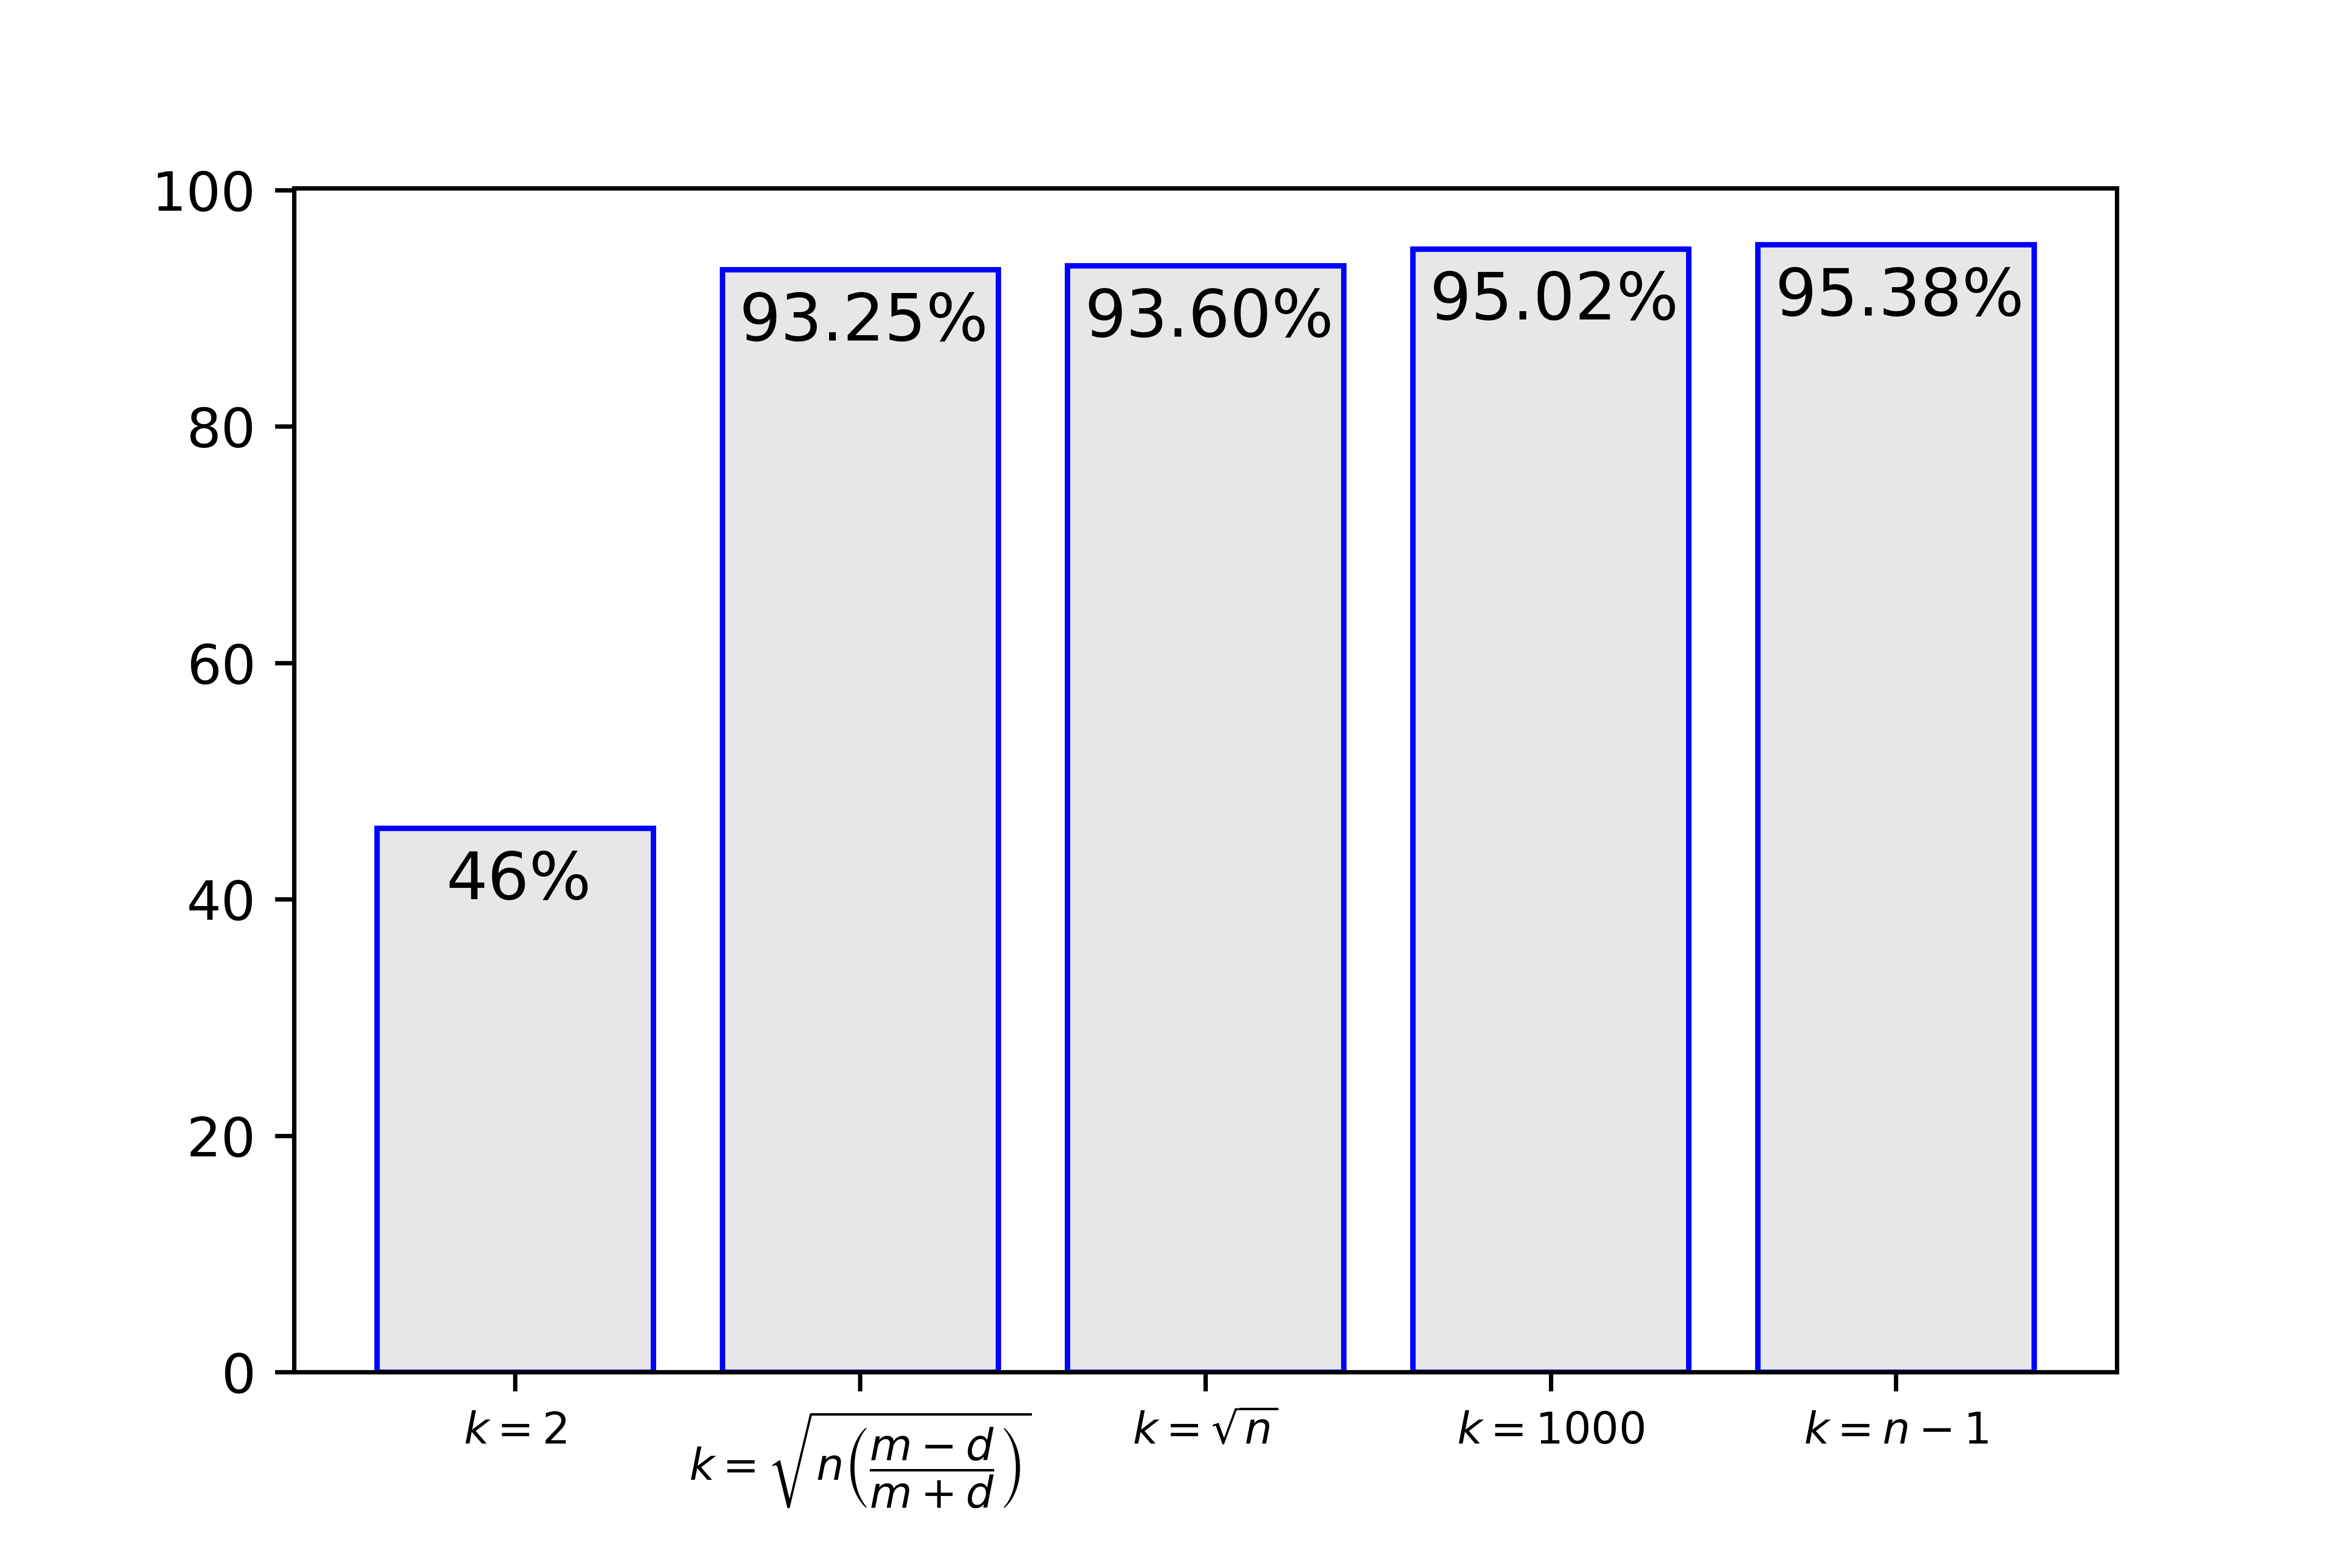 100
80
60
40
20
0
46%
93.25%
93.60%
95.02%
95.38%
k = 2
k = √(n((m − d)/(m + d)))
k = √n
k = 1000
k = n − 1